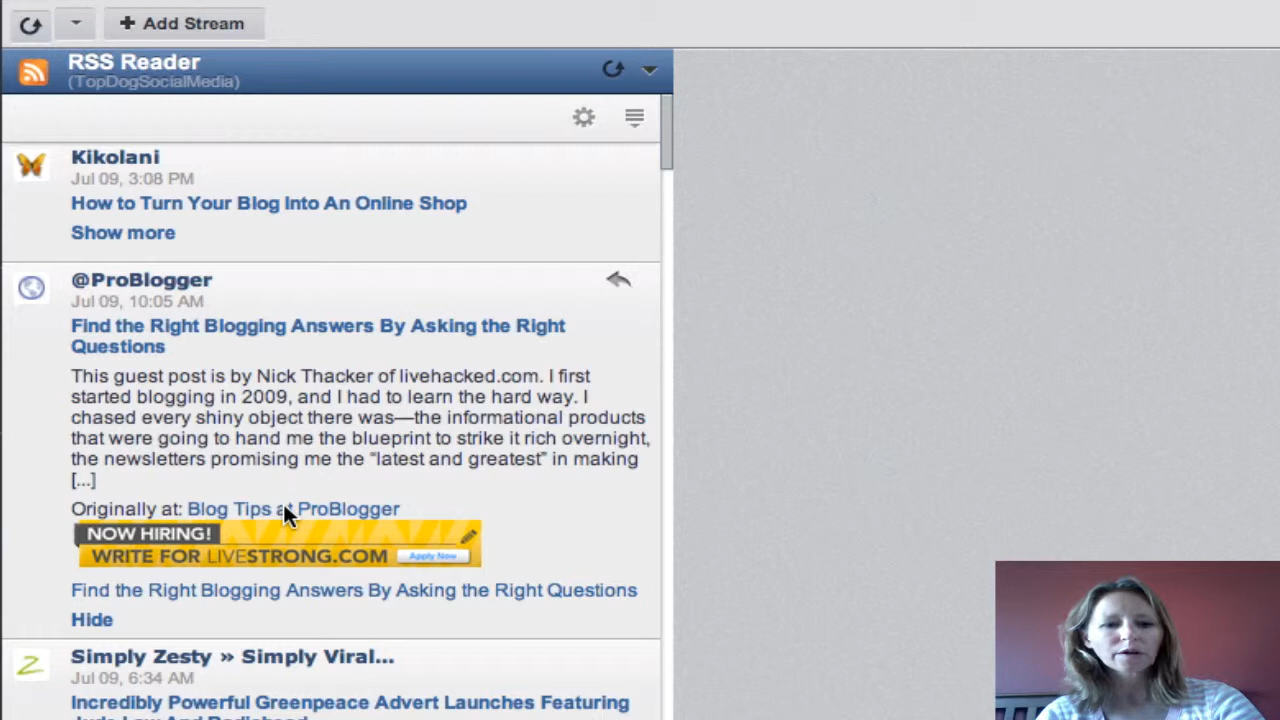 Add Stream
RSS Reader
(TopDogSocialMedia)
Kikolani
Jul 09, 3:08 PM
How to Turn Your Blog Into An Online Shop
Show more
@ProBlogger
Jul 09, 10:05 AM
Find the Right Blogging Answers By Asking the Right
Questions
This guest post is by Nick Thacker of livehacked.com. I first
started blogging in 2009, and I had to learn the hard way. I
chased every shiny object there was—the informational products
that were going to hand me the blueprint to strike it rich overnight,
the newsletters promising me the “latest and greatest” in making
[...]
Originally at: Blog Tips at ProBlogger
NOW HIRING!
WRITE FOR LIVESTRONG.COM Apply Now
Find the Right Blogging Answers By Asking the Right Questions
Hide
Simply Zesty » Simply Viral...
Jul 09, 6:34 AM
Incredibly Powerful Greenpeace Advert Launches Featuring
Jude Law And Radiohead